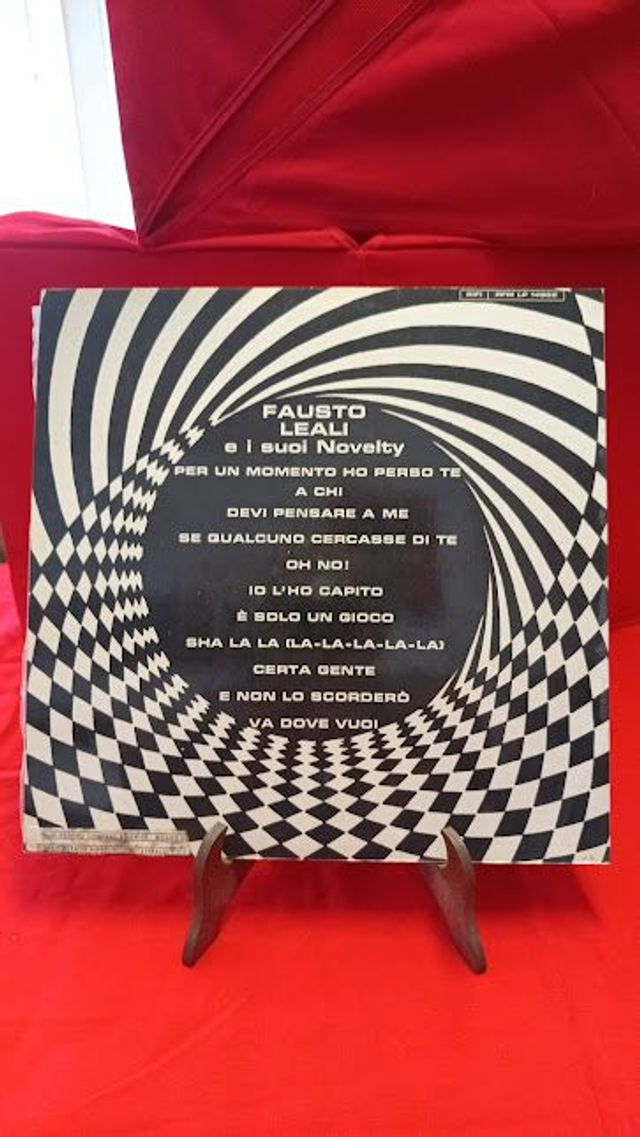 FAUSTO
LEALI
e i suoi Novelty
PER UN MOMENTO HO PERSO TE
A CHI
DEVI PENSARE A ME
SE QUALCUNO CERCASSE DI TE
OH NO!
IO L'HO CAPITO
È SOLO UN GIOCO
SHA LA LA (LA-LA-LA-LA-LA)
CERTA GENTE
E NON LO SCORDERÒ
VA DOVE VUOI